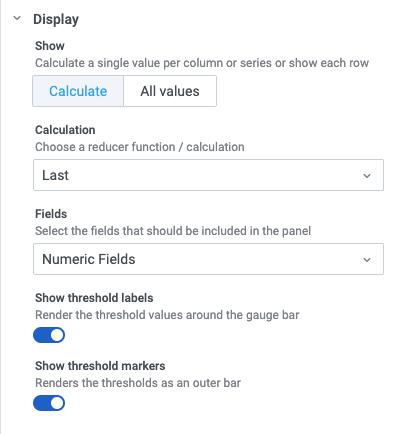 Display
Show
Calculate a single value per column or series or show each row
Calculate
All values
Calculation
Choose a reducer function / calculation
Last
Fields
Select the fields that should be included in the panel
Numeric Fields
Show threshold labels
Render the threshold values around the gauge bar
Show threshold markers
Renders the thresholds as an outer bar